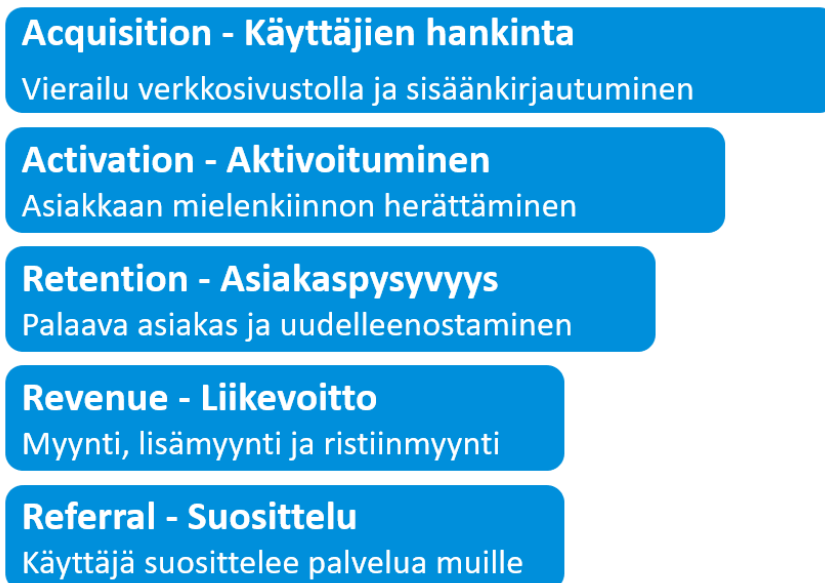 Acquisition - Käyttäjien hankinta
Vierailu verkkosivustolla ja sisäänkirjautuminen
Activation - Aktivoituminen
Asiakkaan mielenkiinnon herättäminen
Retention - Asiakaspysyvyys
Palaava asiakas ja uudelleenostaminen
Revenue - Liikevoitto
Myynti, lisämyynti ja ristiinmyynti
Referral - Suosittelu
Käyttäjä suosittelee palvelua muille